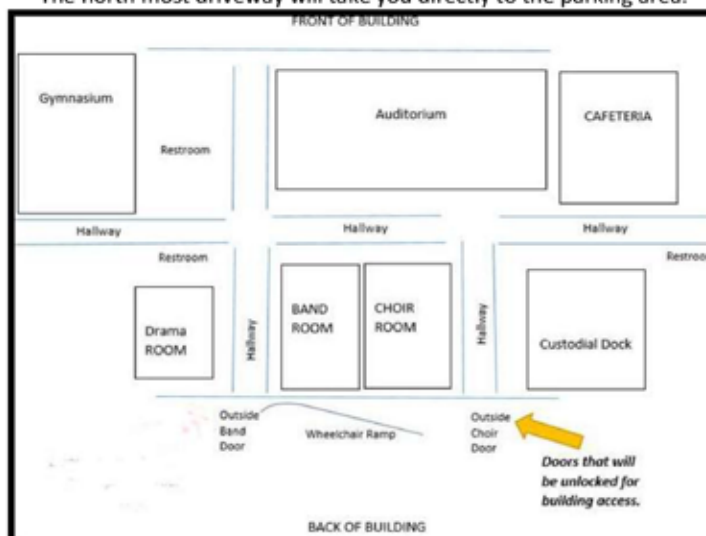 The north most driveway will take you directly to the parking area.
FRONT OF BUILDING
Gymnasium
Auditorium
CAFETERIA
Restroom
Hallway
Hallway
Hallway
Restroom
Restroo
BAND
ROOM
CHOIR
ROOM
Drama
ROOM
Hallway
Hallway
Custodial Dock
Outside
Band
Door
Wheelchair Ramp
Outside
Choir
Door
Doors that will
be unlocked for
building access.
BACK OF BUILDING